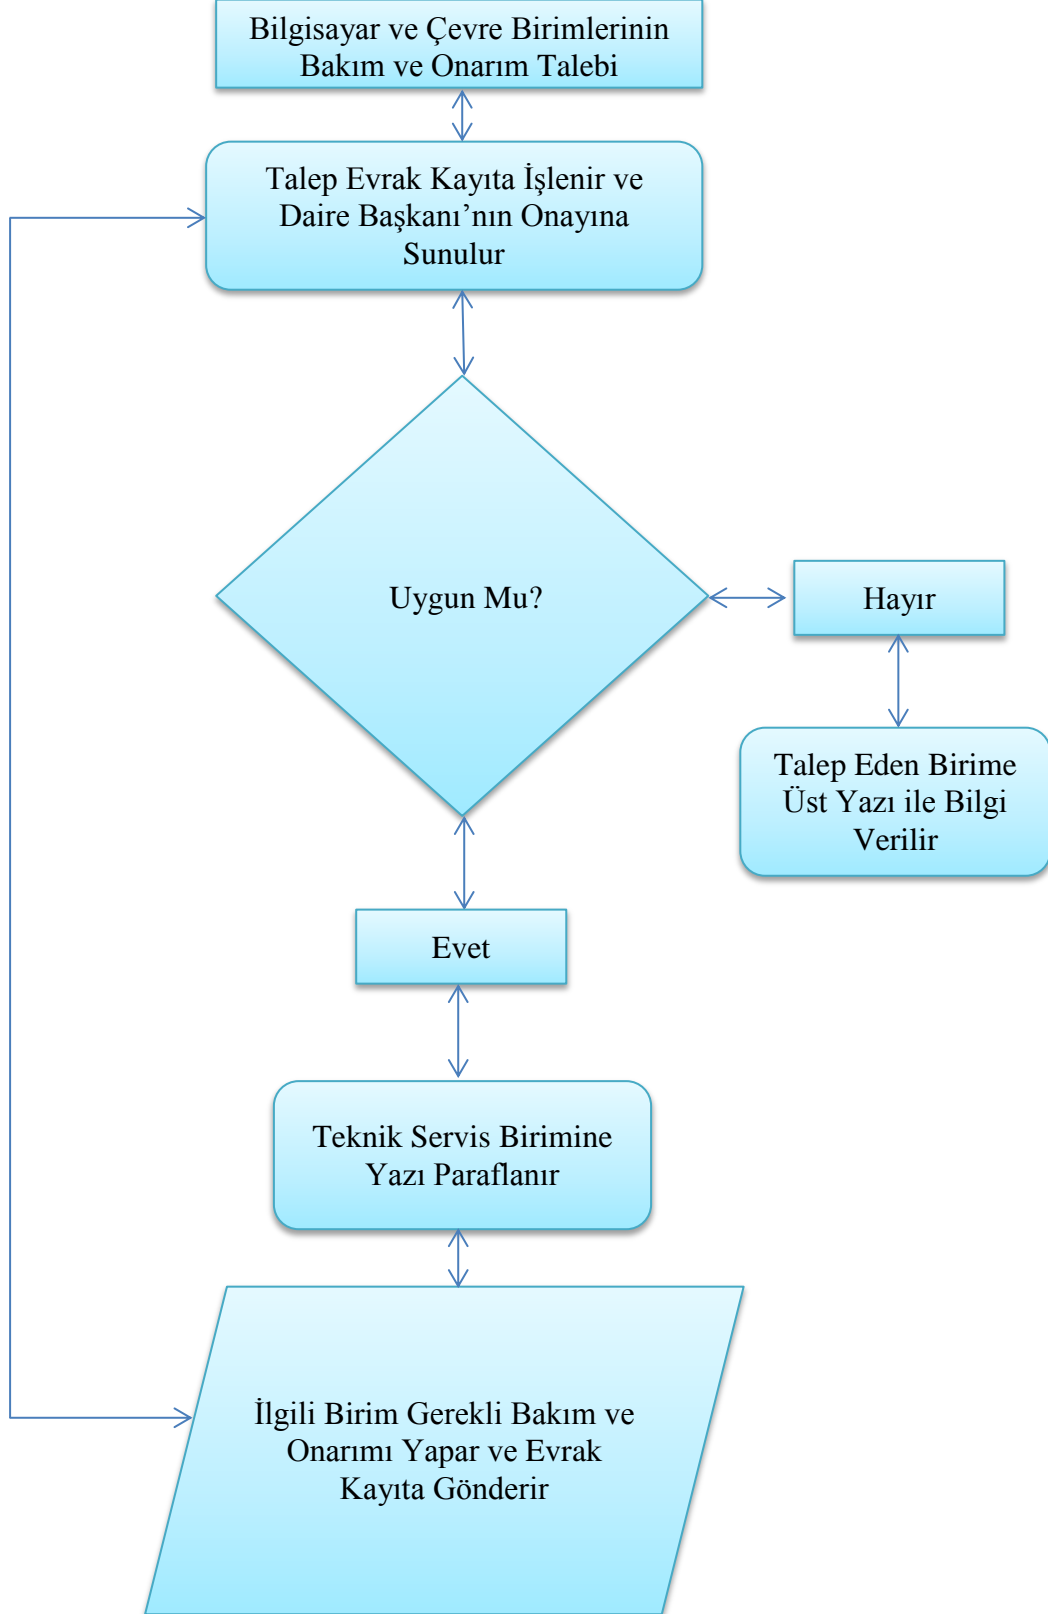 Bilgisayar ve Çevre Birimlerinin
Bakım ve Onarım Talebi
Talep Evrak Kayıta İşlenir ve
Daire Başkanı’nın Onayına
Sunulur
Uygun Mu?
Hayır
Talep Eden Birime
Üst Yazı ile Bilgi
Verilir
Evet
Teknik Servis Birimine
Yazı Paraflanır
İlgili Birim Gerekli Bakım ve
Onarımı Yapar ve Evrak
Kayıta Gönderir